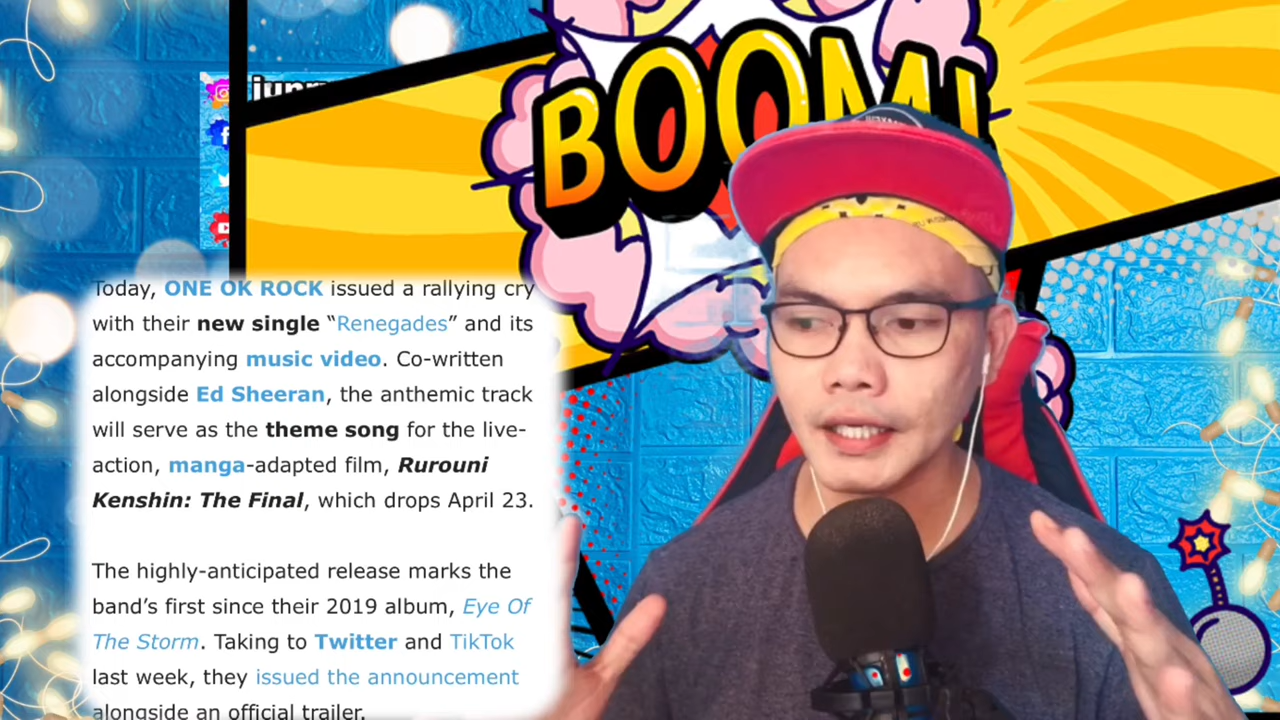 BOOM!
Today, ONE OK ROCK issued a rallying cry
with their new single “Renegades” and its
accompanying music video. Co-written
alongside Ed Sheeran, the anthemic track
will serve as the theme song for the live-
action, manga-adapted film, Rurouni
Kenshin: The Final, which drops April 23.
The highly-anticipated release marks the
band’s first since their 2019 album, Eye Of
The Storm. Taking to Twitter and TikTok
last week, they issued the announcement
alongside an official trailer.